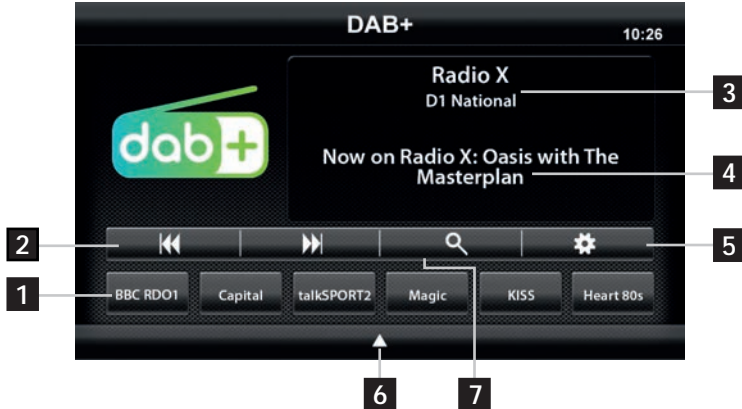 DAB+
10:26
Radio X
D1 National
3
dab+
Now on Radio X: Oasis with The
Masterplan
4
2
5
1
BBC RDO1 Capital talkSPORT2 Magic KISS Heart 80s
6 7